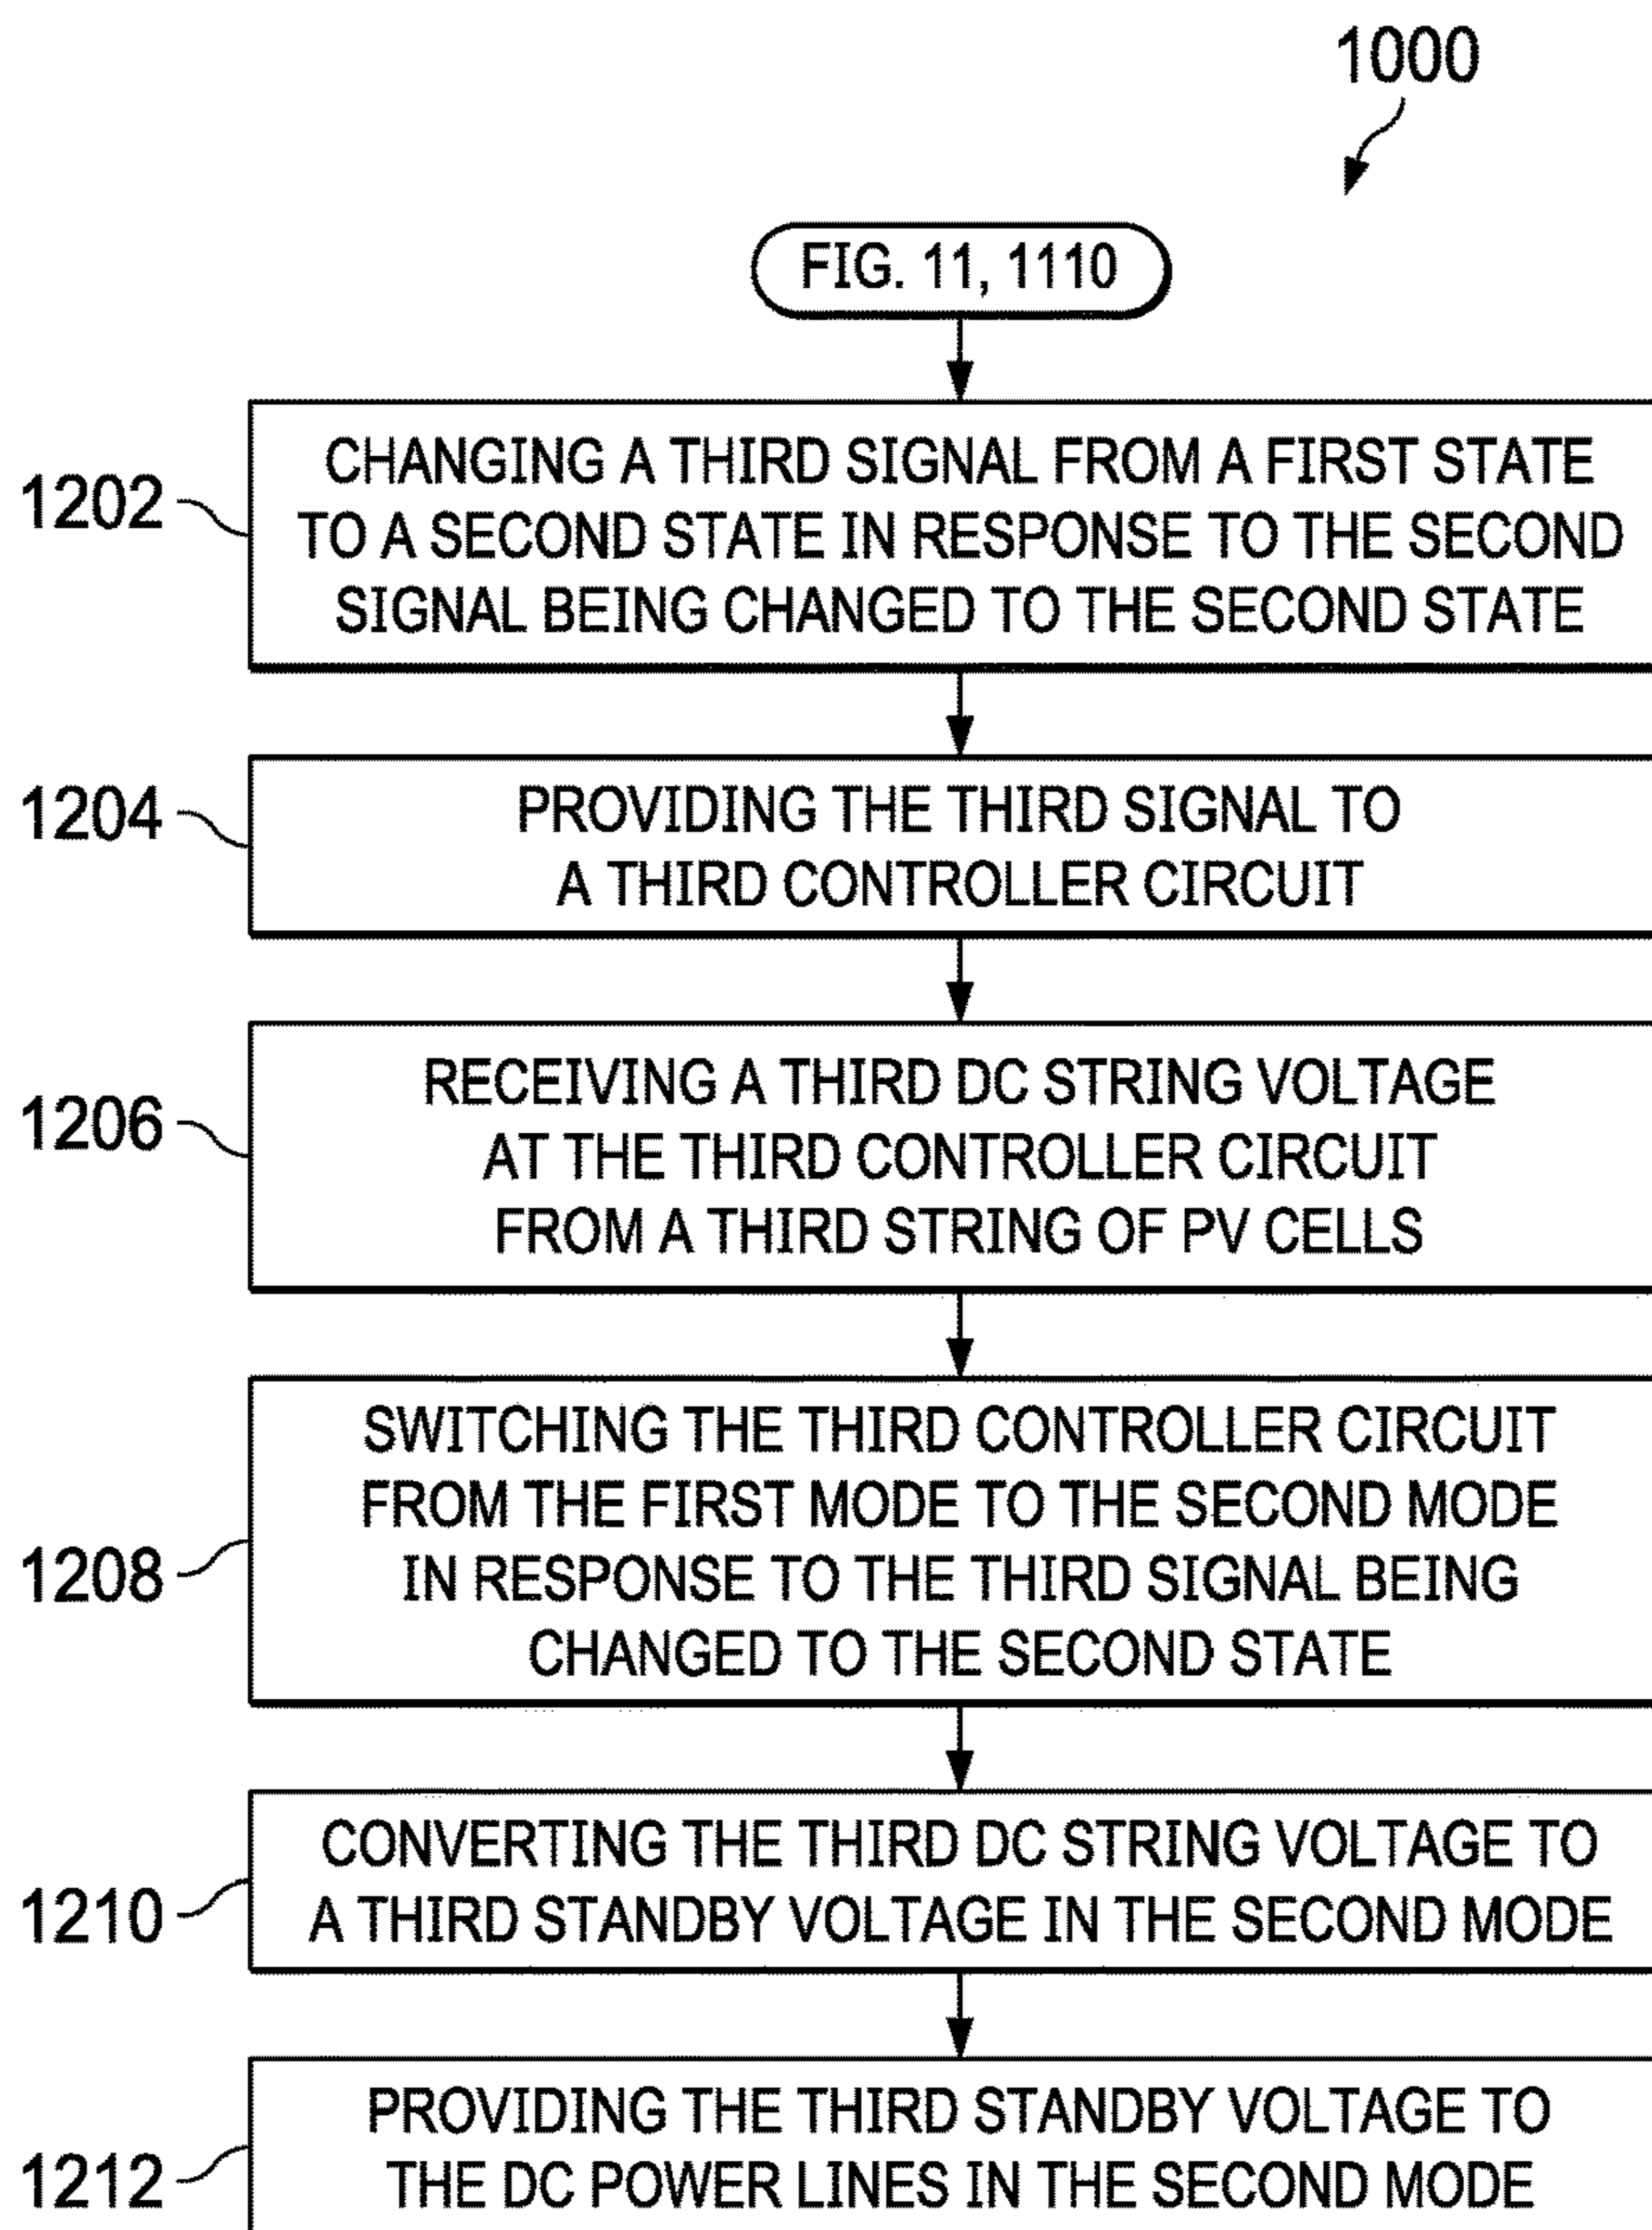 1000
FIG. 11, 1110
1202
CHANGING A THIRD SIGNAL FROM A FIRST STATE
TO A SECOND STATE IN RESPONSE TO THE SECOND
SIGNAL BEING CHANGED TO THE SECOND STATE
1204
PROVIDING THE THIRD SIGNAL TO
A THIRD CONTROLLER CIRCUIT
1206
RECEIVING A THIRD DC STRING VOLTAGE
AT THE THIRD CONTROLLER CIRCUIT
FROM A THIRD STRING OF PV CELLS
1208
SWITCHING THE THIRD CONTROLLER CIRCUIT
FROM THE FIRST MODE TO THE SECOND MODE
IN RESPONSE TO THE THIRD SIGNAL BEING
CHANGED TO THE SECOND STATE
1210
CONVERTING THE THIRD DC STRING VOLTAGE TO
A THIRD STANDBY VOLTAGE IN THE SECOND MODE
1212
PROVIDING THE THIRD STANDBY VOLTAGE TO
THE DC POWER LINES IN THE SECOND MODE